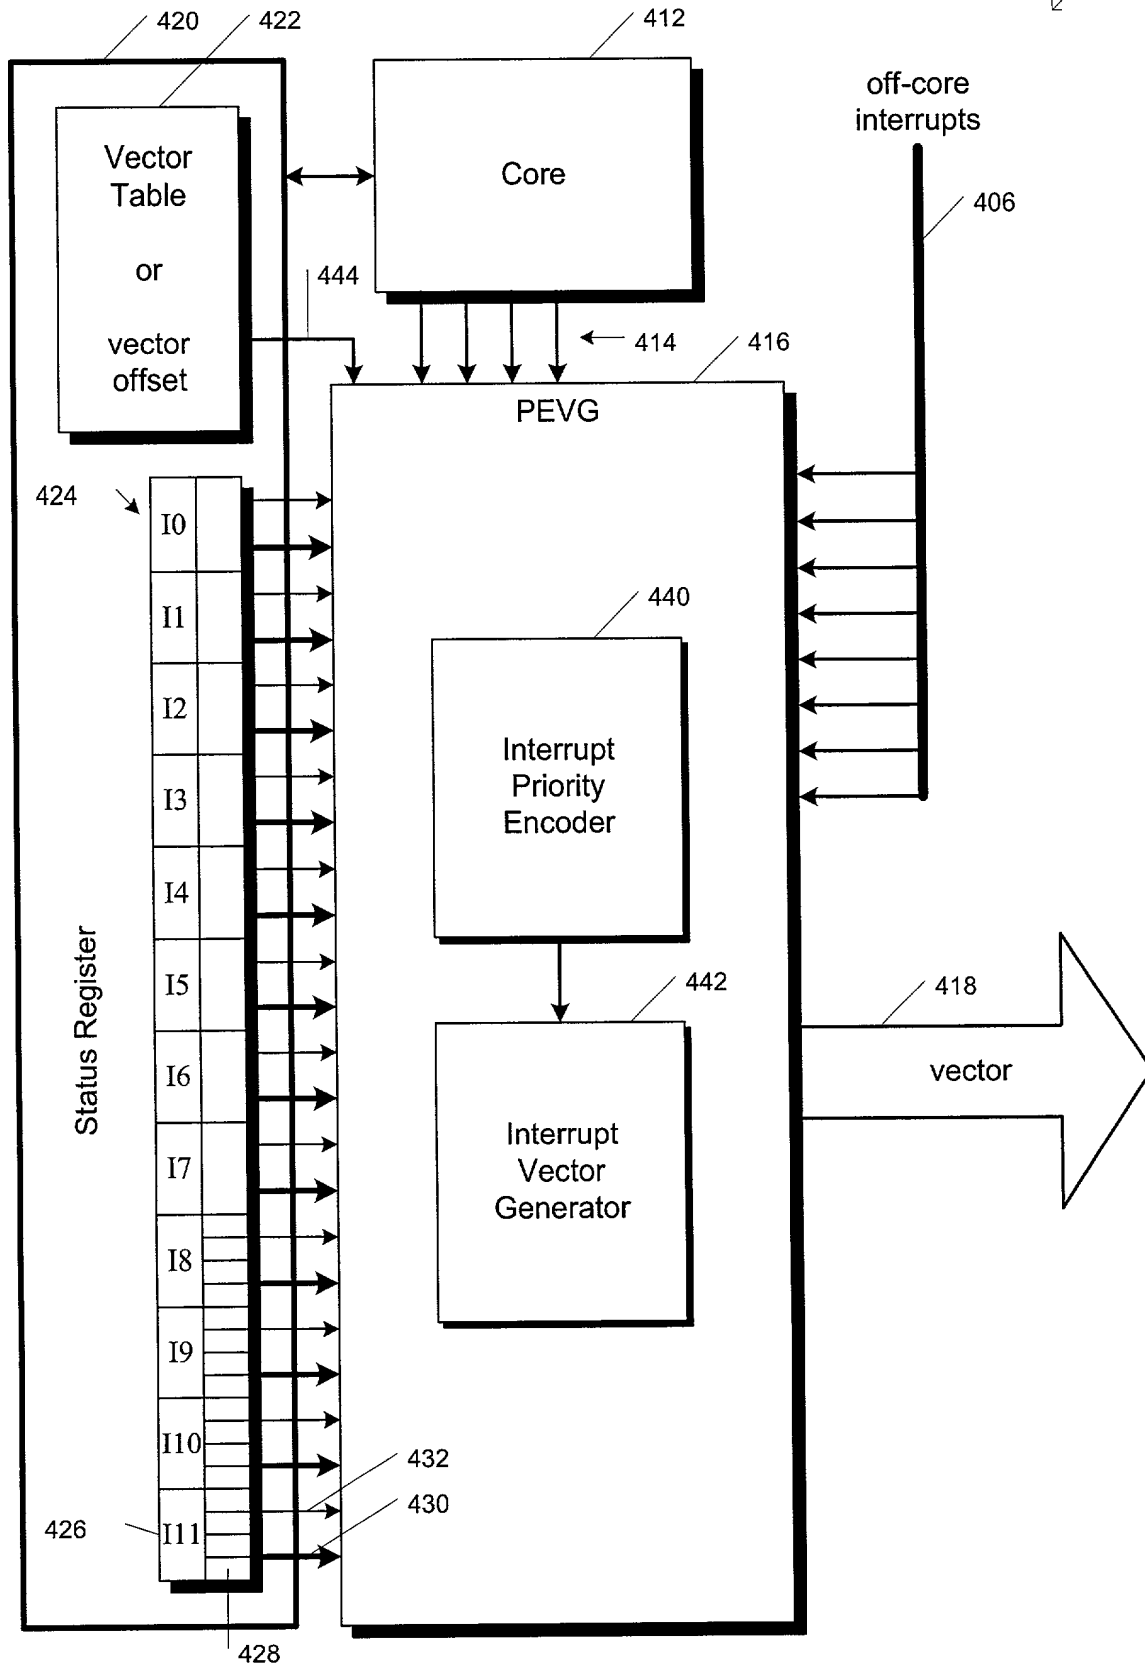 420
422
412
off-core
interrupts
Vector
Table
or
vector
offset
Core
406
444
414
416
PEVG
424
I0
I1
I2
I3
I4
I5
I6
I7
I8
I9
I10
I11
Status Register
440
Interrupt
Priority
Encoder
442
Interrupt
Vector
Generator
418
vector
432
430
426
428